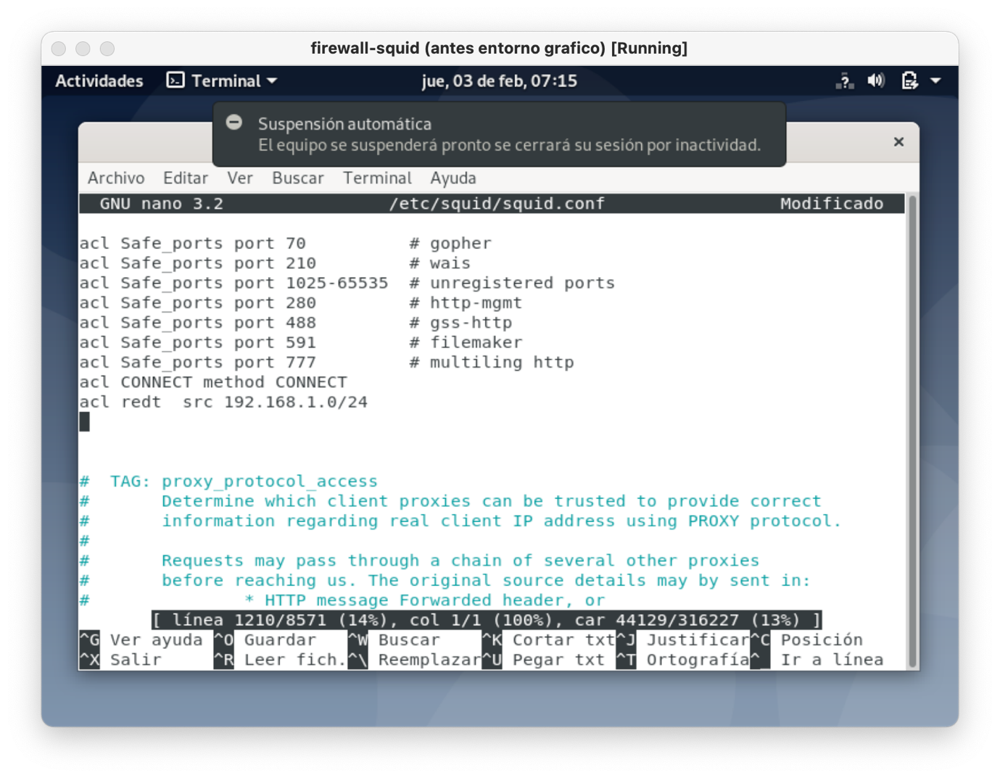 firewall-squid (antes entorno grafico) [Running]
Actividades Terminal jue, 03 de feb, 07:15
Suspensión automática
El equipo se suspenderá pronto se cerrará su sesión por inactividad.
Archivo Editar Ver Buscar Terminal Ayuda
GNU nano 3.2 /etc/squid/squid.conf Modificado
acl Safe_ports port 70 # gopher
acl Safe_ports port 210 # wais
acl Safe_ports port 1025-65535 # unregistered ports
acl Safe_ports port 280 # http-mgmt
acl Safe_ports port 488 # gss-http
acl Safe_ports port 591 # filemaker
acl Safe_ports port 777 # multiling http
acl CONNECT method CONNECT
acl redt src 192.168.1.0/24
# TAG: proxy_protocol_access
# Determine which client proxies can be trusted to provide correct
# information regarding real client IP address using PROXY protocol.
#
# Requests may pass through a chain of several other proxies
# before reaching us. The original source details may by sent in:
# * HTTP message Forwarded header, or
[ línea 1210/8571 (14%), col 1/1 (100%), car 44129/316227 (13%) ]
^G Ver ayuda ^O Guardar ^W Buscar ^K Cortar txt ^J Justificar ^C Posición
^X Salir ^R Leer fich. ^\ Reemplazar ^U Pegar txt ^T Ortografía ^_ Ir a línea